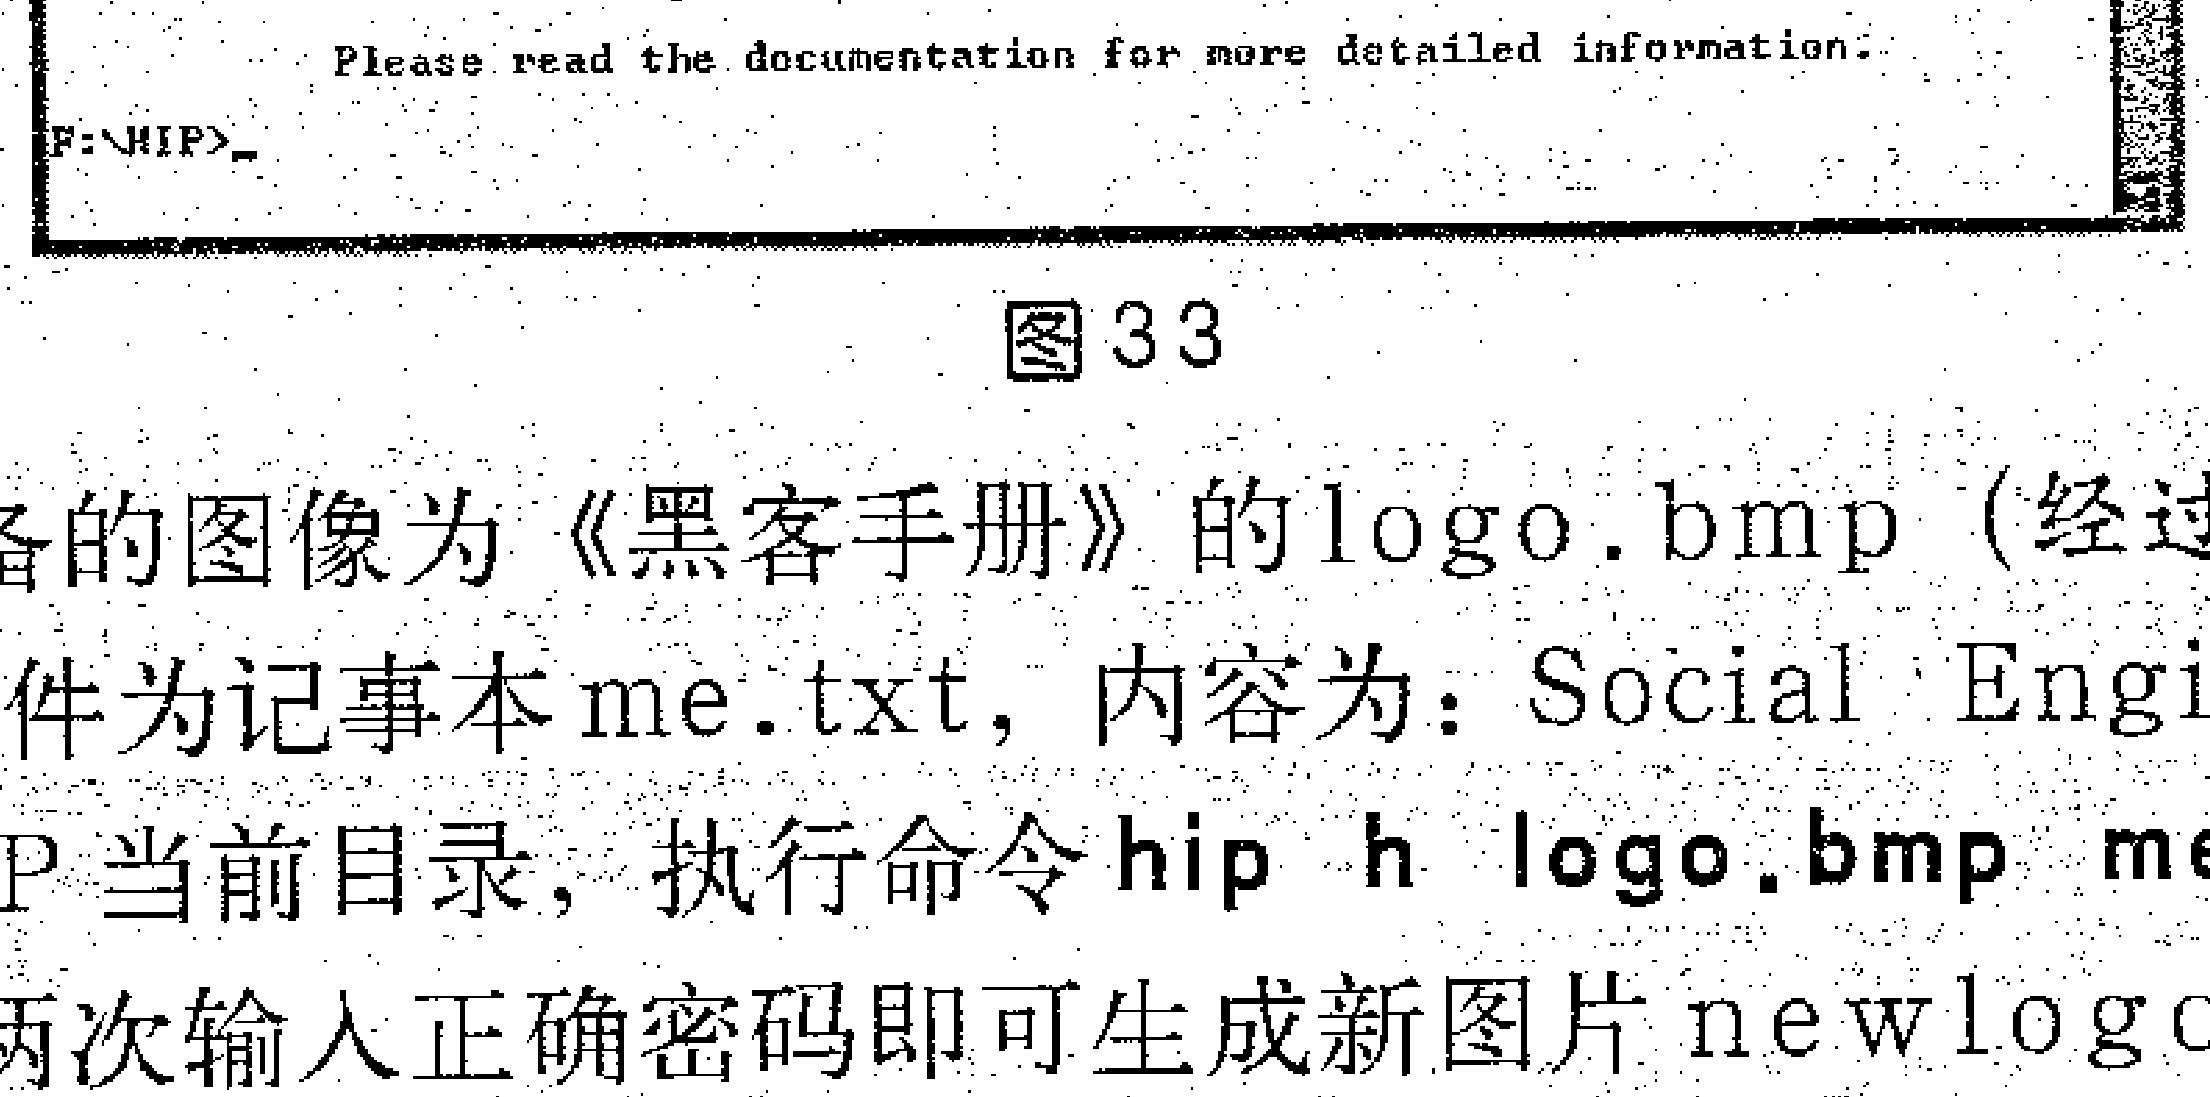 Please read the documentation for more detailed information.
F:\HIP>_
图33
备的图像为《黑客手册》的logo.bmp（经过
件为记事本me.txt，内容为：Social Engi
P当前目录，执行命令hip h logo.bmp me
两次输入正确密码即可生成新图片newlogo